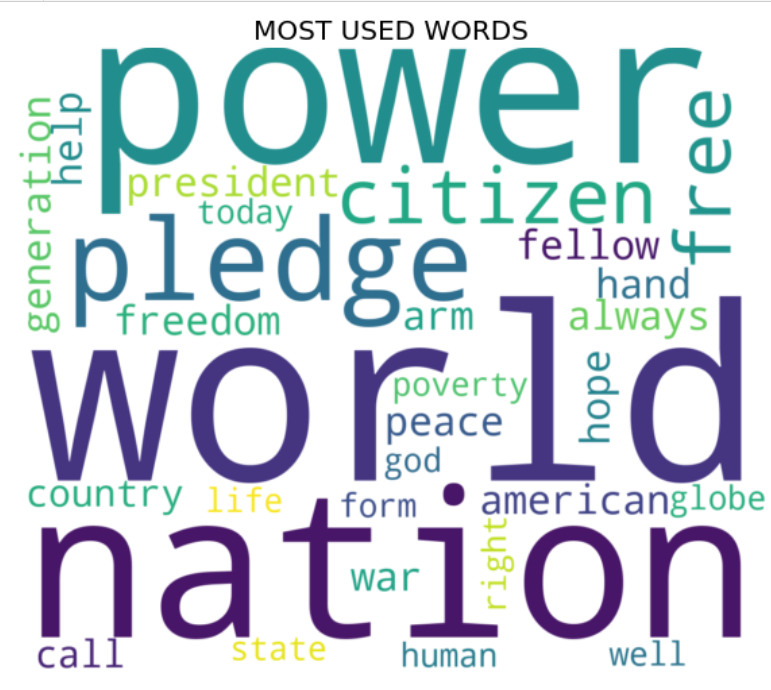 MOST USED WORDS
power
generation
help
free
president
citizen
today
pledge
fellow
hand
freedom
arm
always
world
poverty
hope
peace
god
country
life
form
american
globe
nation
right
war
call
state
human
well